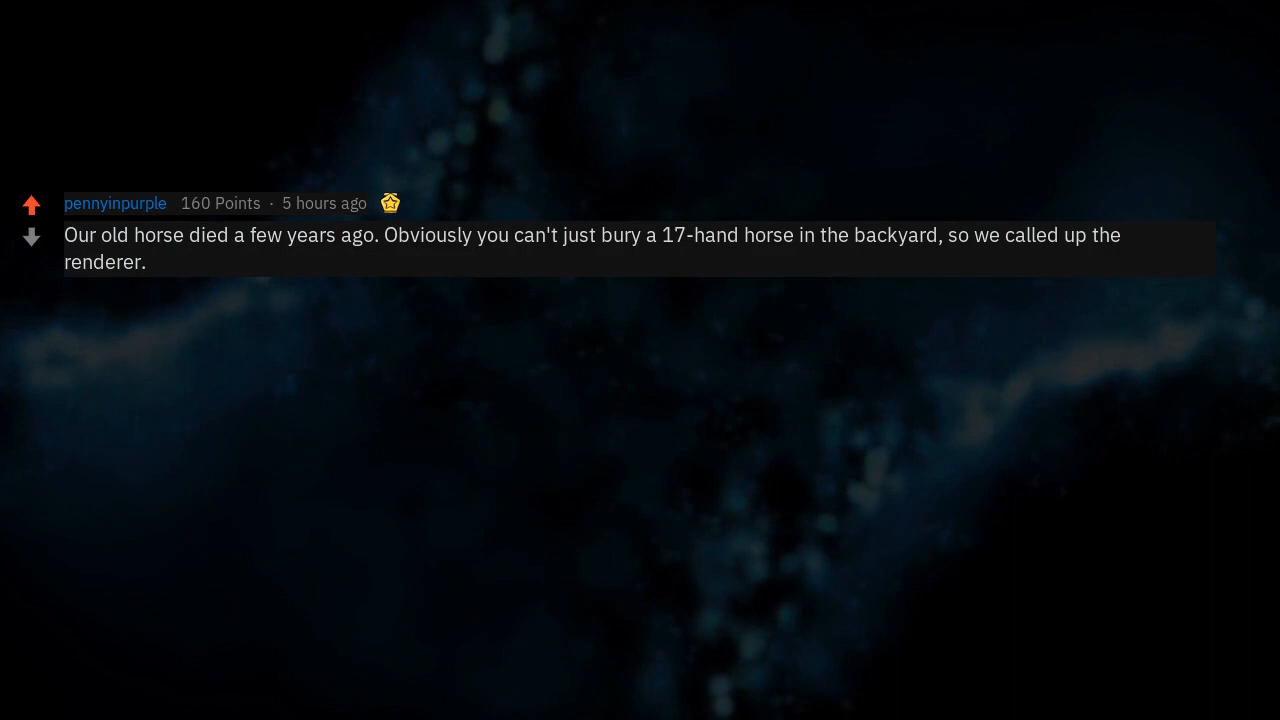 pennyinpurple 160 Points · 5 hours ago
Our old horse died a few years ago. Obviously you can't just bury a 17-hand horse in the backyard, so we called up the
renderer.